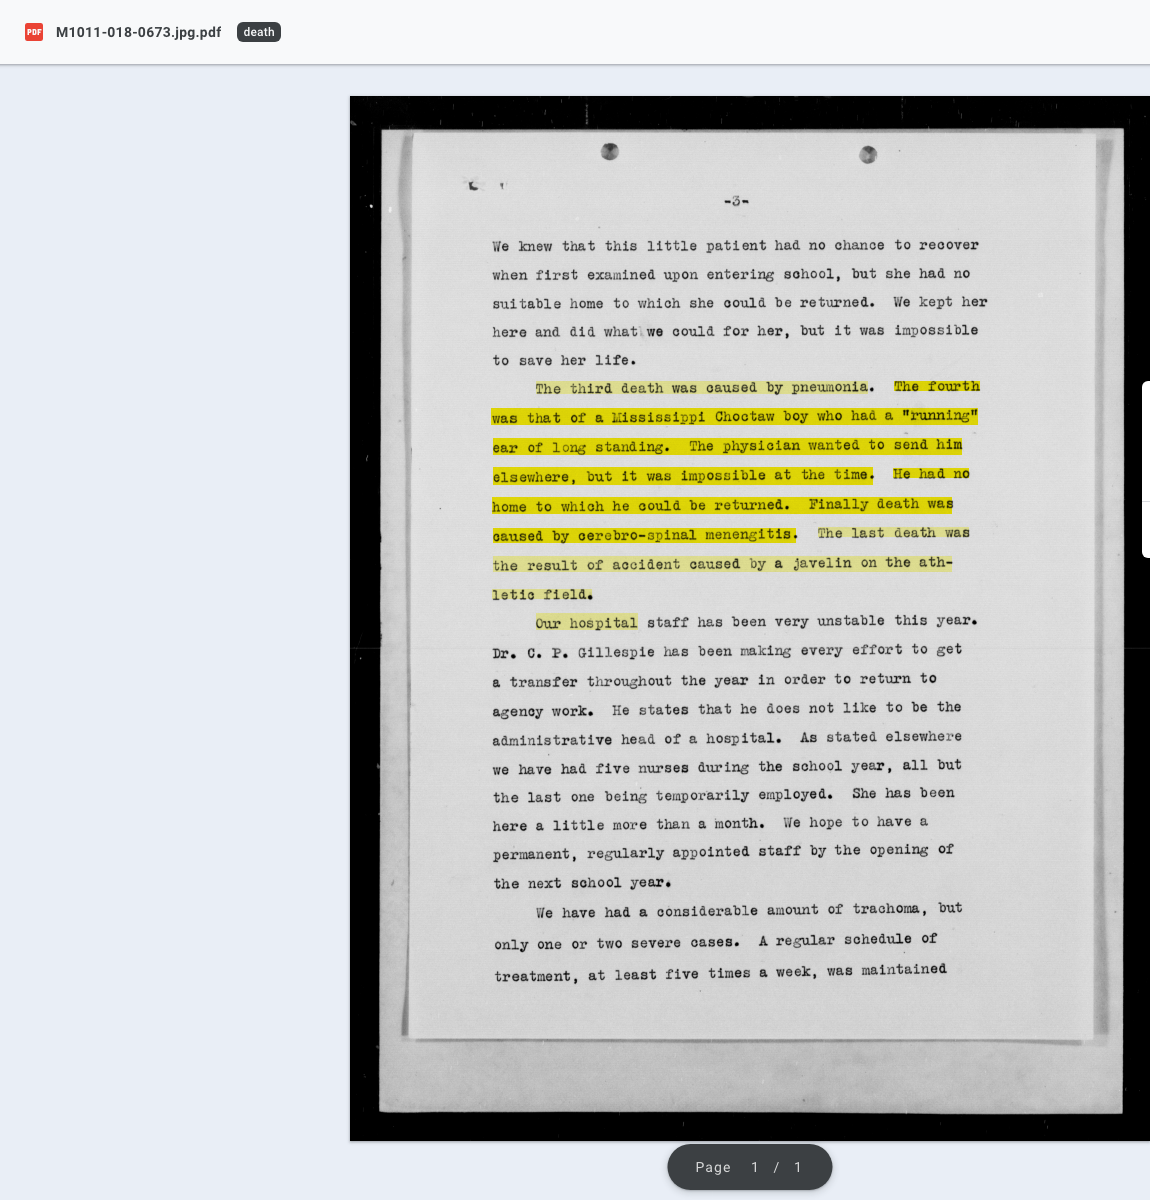 PDF M1011-018-0673.jpg.pdf death
-3-
We knew that this little patient had no chance to recover
when first examined upon entering school, but she had no
suitable home to which she could be returned. We kept her
here and did what we could for her, but it was impossible
to save her life.
The third death was caused by pneumonia. The fourth
was that of a Mississippi Choctaw boy who had a "running"
ear of long standing. The physician wanted to send him
elsewhere, but it was impossible at the time. He had no
home to which he could be returned. Finally death was
caused by cerebro-spinal menengitis. The last death was
the result of accident caused by a javelin on the ath-
letic field.
Our hospital staff has been very unstable this year.
Dr. C. P. Gillespie has been making every effort to get
a transfer throughout the year in order to return to
agency work. He states that he does not like to be the
administrative head of a hospital. As stated elsewhere
we have had five nurses during the school year, all but
the last one being temporarily employed. She has been
here a little more than a month. We hope to have a
permanent, regularly appointed staff by the opening of
the next school year.
We have had a considerable amount of trachoma, but
only one or two severe cases. A regular schedule of
treatment, at least five times a week, was maintained
Page 1 / 1